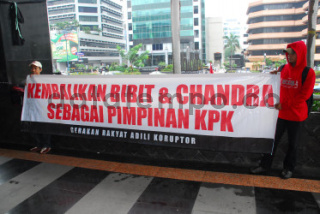 KEMBALIKAN BIBIT & CHANDRA
SEBAGAI PIMPINAN KPK
GERAKAN RAKYAT ADILI KORUPTOR